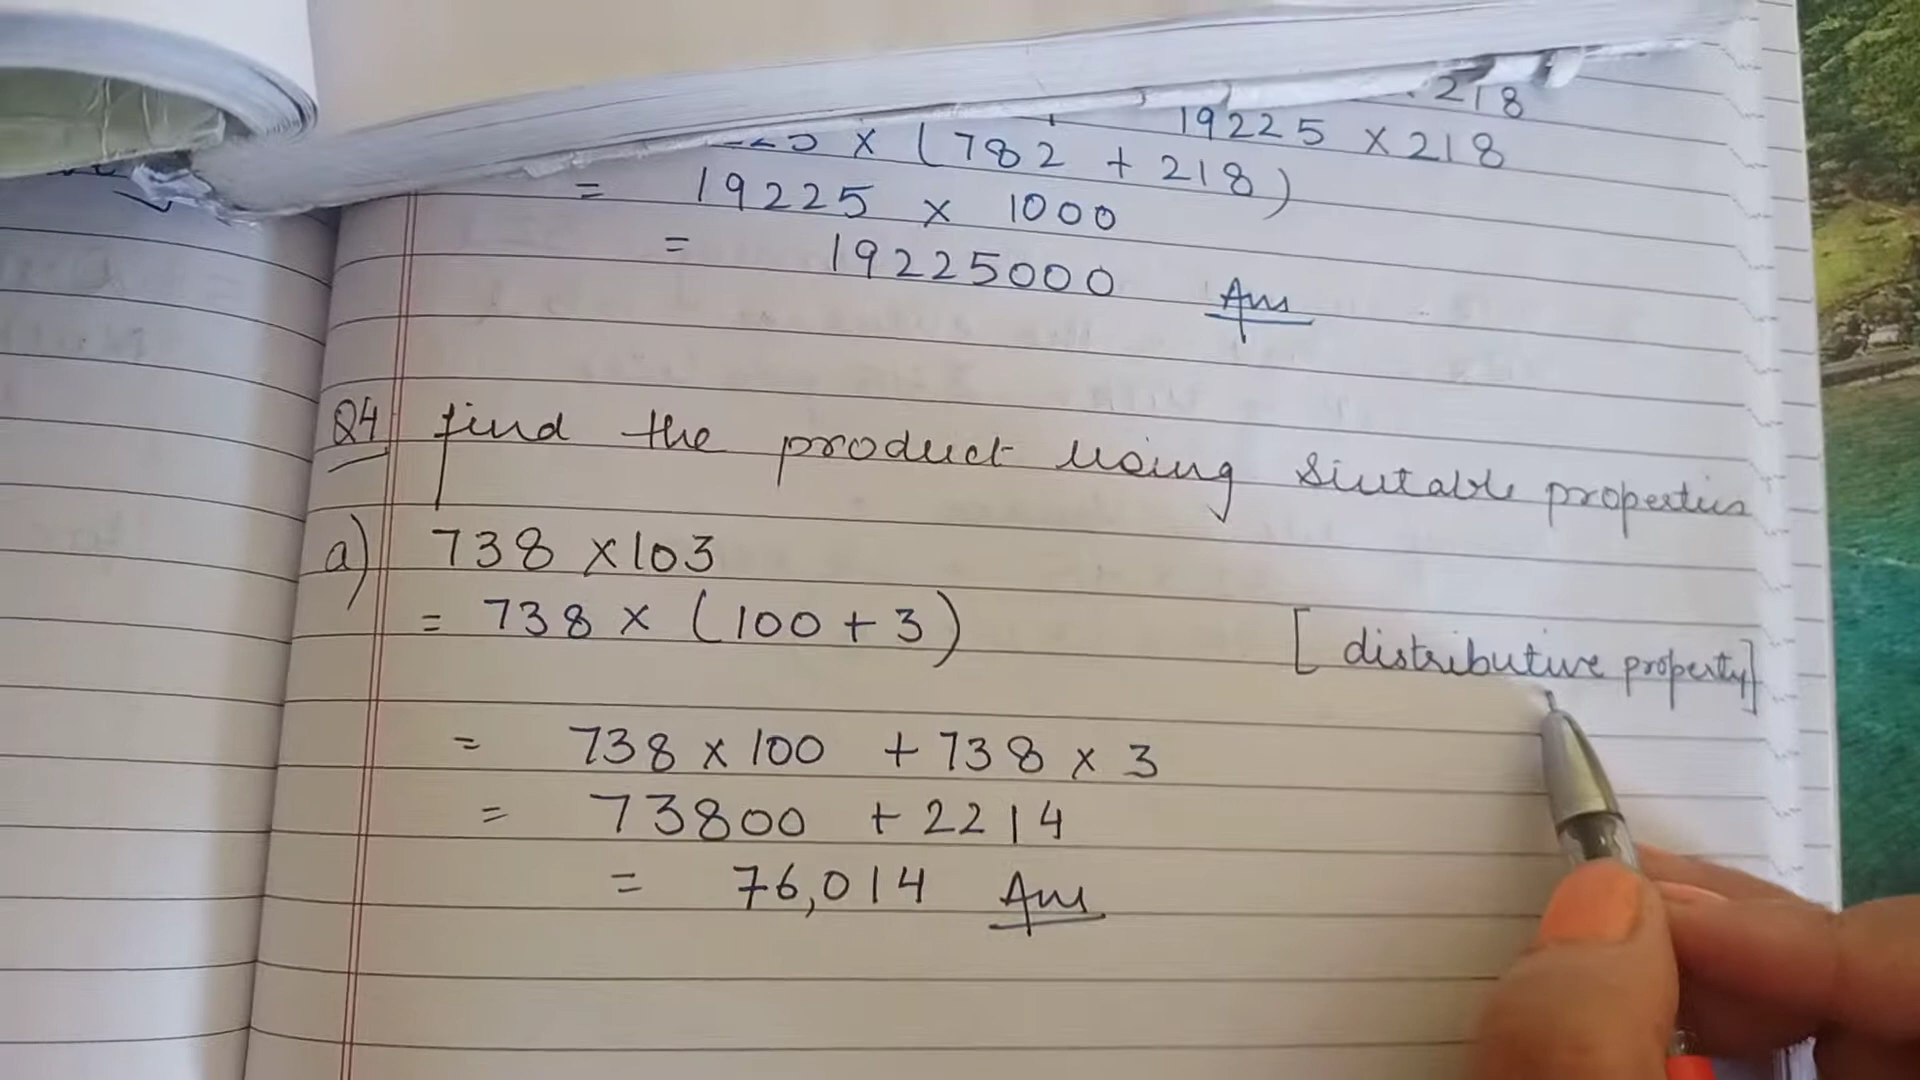 218
19225 × 218
× (782 + 218)
= 19225 × 1000
= 19225000 Ans
Q4 find the product using siutable properties
a) 738 × 103
= 738 × (100 + 3) [distributive property]
= 738 × 100 + 738 × 3
= 73800 + 2214
= 76,014 Ans